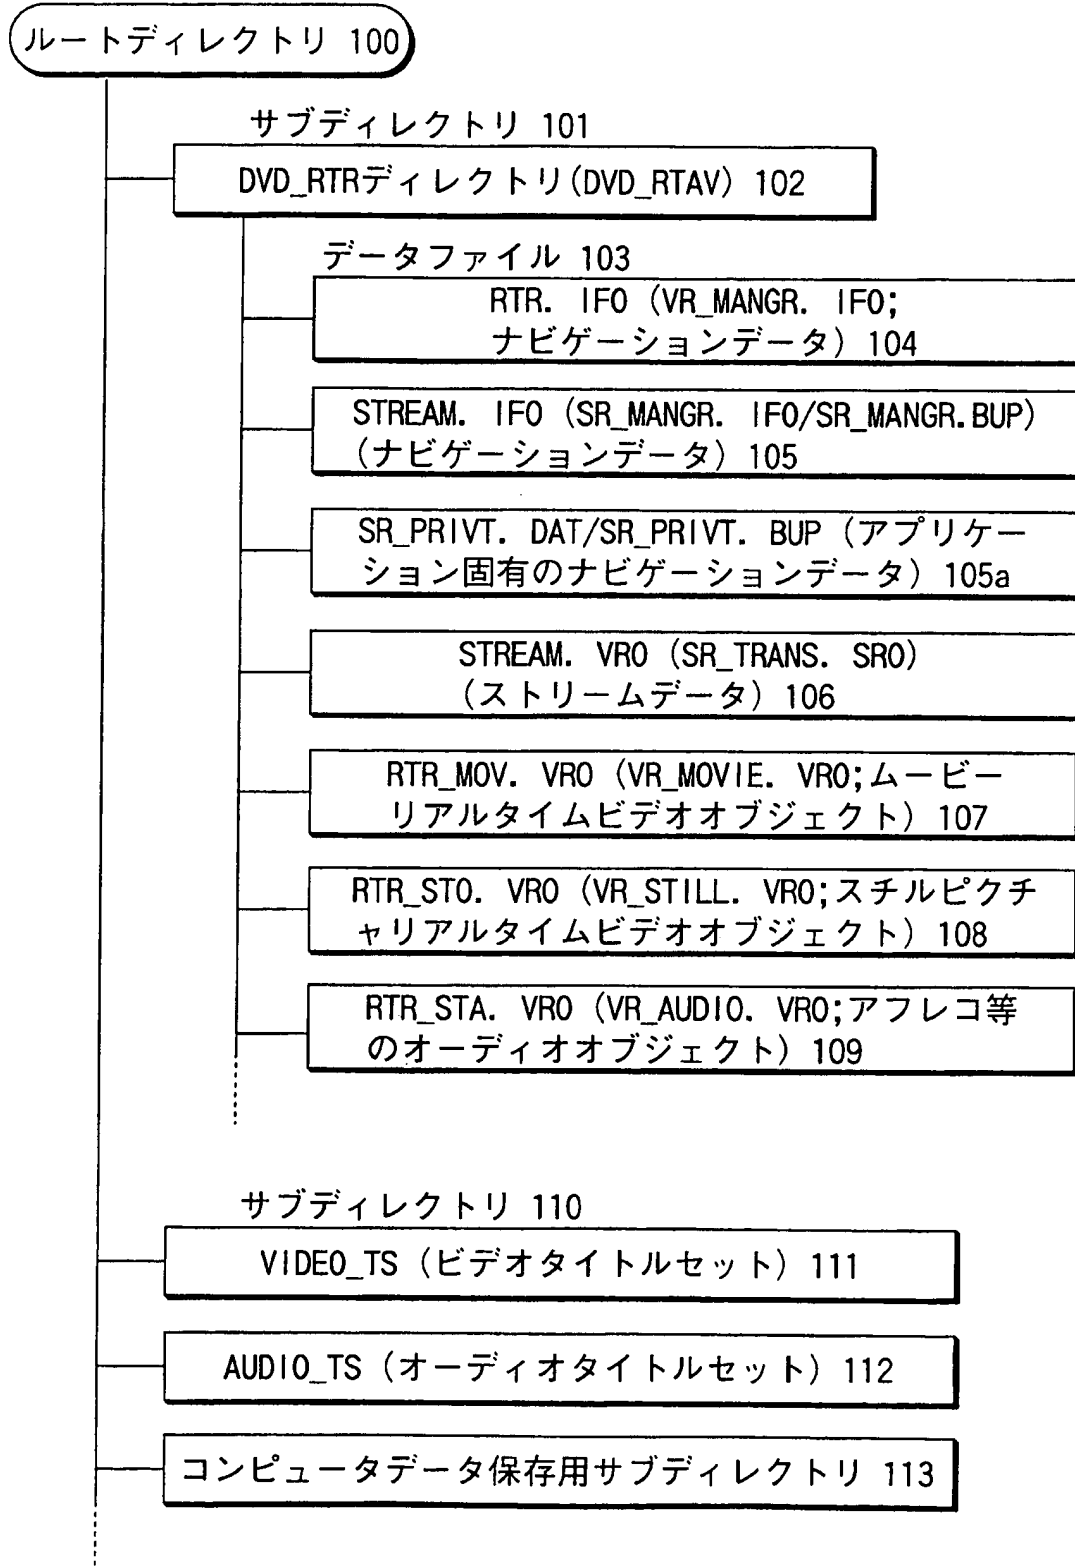 ルートディレクトリ 100
サブディレクトリ 101
DVD_RTRディレクトリ(DVD_RTAV) 102
データファイル 103
RTR. IFO (VR_MANGR. IFO;
ナビゲーションデータ) 104
STREAM. IFO (SR_MANGR. IFO/SR_MANGR.BUP)
(ナビゲーションデータ) 105
SR_PRIVT. DAT/SR_PRIVT. BUP (アプリケー
ション固有のナビゲーションデータ) 105a
STREAM. VRO (SR_TRANS. SRO)
(ストリームデータ) 106
RTR_MOV. VRO (VR_MOVIE. VRO;ムービー
リアルタイムビデオオブジェクト) 107
RTR_STO. VRO (VR_STILL. VRO;スチルピクチ
ャリアルタイムビデオオブジェクト) 108
RTR_STA. VRO (VR_AUDIO. VRO;アフレコ等
のオーディオオブジェクト) 109
サブディレクトリ 110
VIDEO_TS (ビデオタイトルセット) 111
AUDIO_TS (オーディオタイトルセット) 112
コンピュータデータ保存用サブディレクトリ 113